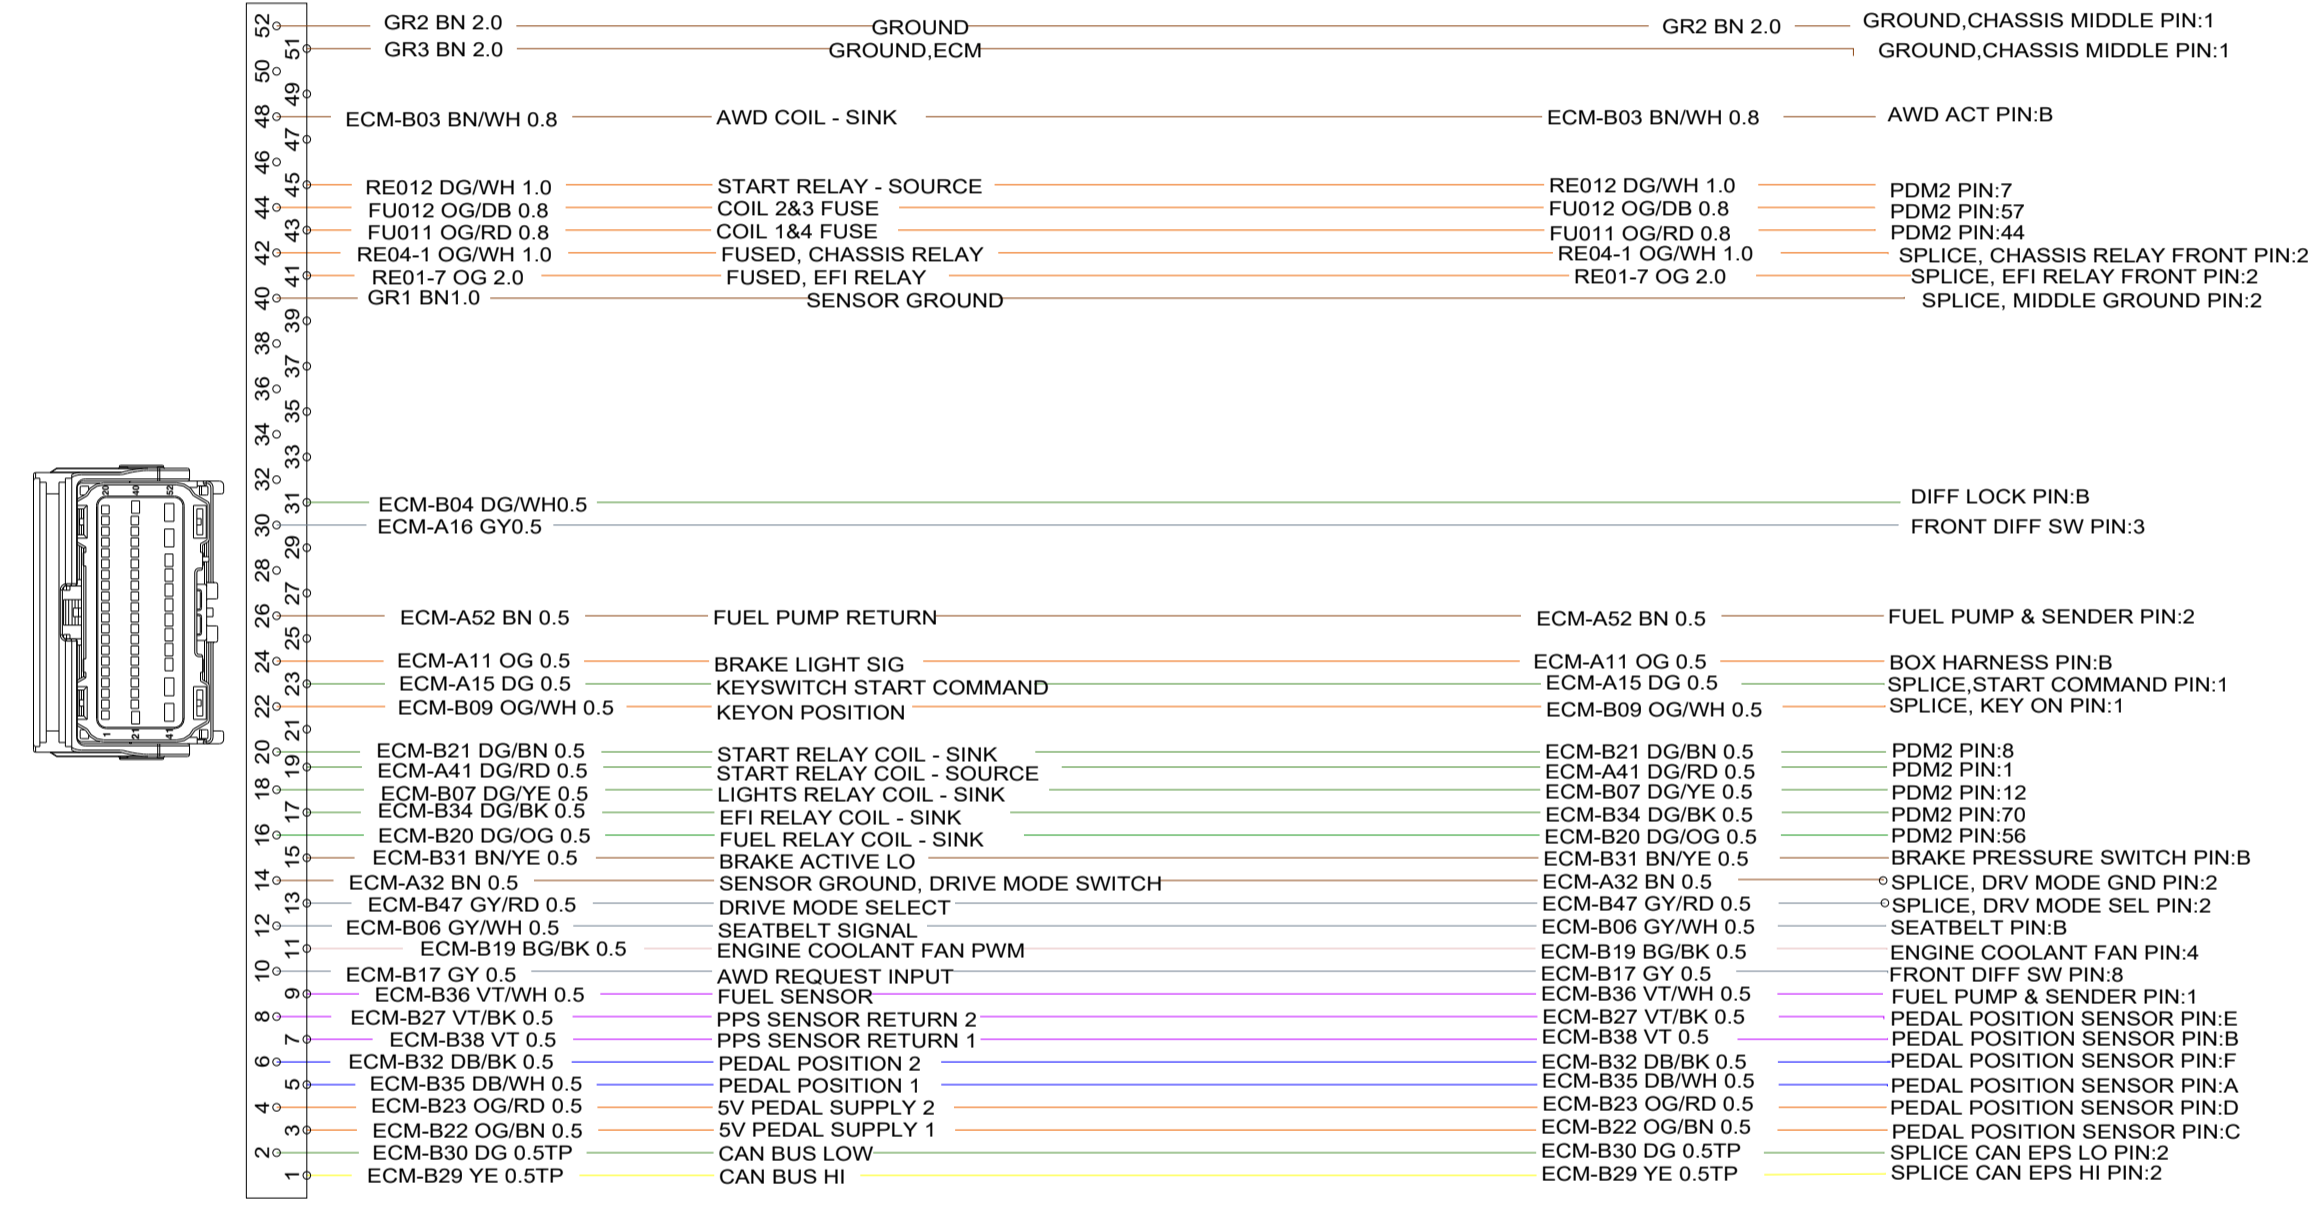 52 GR2 BN 2.0 GROUND GR2 BN 2.0 GROUND,CHASSIS MIDDLE PIN:1
51 GR3 BN 2.0 GROUND,ECM GROUND,CHASSIS MIDDLE PIN:1
50
49
48 ECM-B03 BN/WH 0.8 AWD COIL - SINK ECM-B03 BN/WH 0.8 AWD ACT PIN:B
47
46
45 RE012 DG/WH 1.0 START RELAY - SOURCE RE012 DG/WH 1.0 PDM2 PIN:7
44 FU012 OG/DB 0.8 COIL 2&3 FUSE FU012 OG/DB 0.8 PDM2 PIN:57
43 FU011 OG/RD 0.8 COIL 1&4 FUSE FU011 OG/RD 0.8 PDM2 PIN:44
42 RE04-1 OG/WH 1.0 FUSED, CHASSIS RELAY RE04-1 OG/WH 1.0 SPLICE, CHASSIS RELAY FRONT PIN:2
41 RE01-7 OG 2.0 FUSED, EFI RELAY RE01-7 OG 2.0 SPLICE, EFI RELAY FRONT PIN:2
40 GR1 BN1.0 SENSOR GROUND SPLICE, MIDDLE GROUND PIN:2
39
38
37
36
35
34
33
32
31 ECM-B04 DG/WH0.5 DIFF LOCK PIN:B
30 ECM-A16 GY0.5 FRONT DIFF SW PIN:3
29
28
27
26 ECM-A52 BN 0.5 FUEL PUMP RETURN ECM-A52 BN 0.5 FUEL PUMP & SENDER PIN:2
25
24 ECM-A11 OG 0.5 BRAKE LIGHT SIG ECM-A11 OG 0.5 BOX HARNESS PIN:B
23 ECM-A15 DG 0.5 KEYSWITCH START COMMAND ECM-A15 DG 0.5 SPLICE,START COMMAND PIN:1
22 ECM-B09 OG/WH 0.5 KEYON POSITION ECM-B09 OG/WH 0.5 SPLICE, KEY ON PIN:1
21
20 ECM-B21 DG/BN 0.5 START RELAY COIL - SINK ECM-B21 DG/BN 0.5 PDM2 PIN:8
19 ECM-A41 DG/RD 0.5 START RELAY COIL - SOURCE ECM-A41 DG/RD 0.5 PDM2 PIN:1
18 ECM-B07 DG/YE 0.5 LIGHTS RELAY COIL - SINK ECM-B07 DG/YE 0.5 PDM2 PIN:12
17 ECM-B34 DG/BK 0.5 EFI RELAY COIL - SINK ECM-B34 DG/BK 0.5 PDM2 PIN:70
16 ECM-B20 DG/OG 0.5 FUEL RELAY COIL - SINK ECM-B20 DG/OG 0.5 PDM2 PIN:56
15 ECM-B31 BN/YE 0.5 BRAKE ACTIVE LO ECM-B31 BN/YE 0.5 BRAKE PRESSURE SWITCH PIN:B
14 ECM-A32 BN 0.5 SENSOR GROUND, DRIVE MODE SWITCH ECM-A32 BN 0.5 SPLICE, DRV MODE GND PIN:2
13 ECM-B47 GY/RD 0.5 DRIVE MODE SELECT ECM-B47 GY/RD 0.5 SPLICE, DRV MODE SEL PIN:2
12 ECM-B06 GY/WH 0.5 SEATBELT SIGNAL ECM-B06 GY/WH 0.5 SEATBELT PIN:B
11 ECM-B19 BG/BK 0.5 ENGINE COOLANT FAN PWM ECM-B19 BG/BK 0.5 ENGINE COOLANT FAN PIN:4
10 ECM-B17 GY 0.5 AWD REQUEST INPUT ECM-B17 GY 0.5 FRONT DIFF SW PIN:8
9 ECM-B36 VT/WH 0.5 FUEL SENSOR ECM-B36 VT/WH 0.5 FUEL PUMP & SENDER PIN:1
8 ECM-B27 VT/BK 0.5 PPS SENSOR RETURN 2 ECM-B27 VT/BK 0.5 PEDAL POSITION SENSOR PIN:E
7 ECM-B38 VT 0.5 PPS SENSOR RETURN 1 ECM-B38 VT 0.5 PEDAL POSITION SENSOR PIN:B
6 ECM-B32 DB/BK 0.5 PEDAL POSITION 2 ECM-B32 DB/BK 0.5 PEDAL POSITION SENSOR PIN:F
5 ECM-B35 DB/WH 0.5 PEDAL POSITION 1 ECM-B35 DB/WH 0.5 PEDAL POSITION SENSOR PIN:A
4 ECM-B23 OG/RD 0.5 5V PEDAL SUPPLY 2 ECM-B23 OG/RD 0.5 PEDAL POSITION SENSOR PIN:D
3 ECM-B22 OG/BN 0.5 5V PEDAL SUPPLY 1 ECM-B22 OG/BN 0.5 PEDAL POSITION SENSOR PIN:C
2 ECM-B30 DG 0.5TP CAN BUS LOW ECM-B30 DG 0.5TP SPLICE CAN EPS LO PIN:2
1 ECM-B29 YE 0.5TP CAN BUS HI ECM-B29 YE 0.5TP SPLICE CAN EPS HI PIN:2
20 40 52
1 21 41